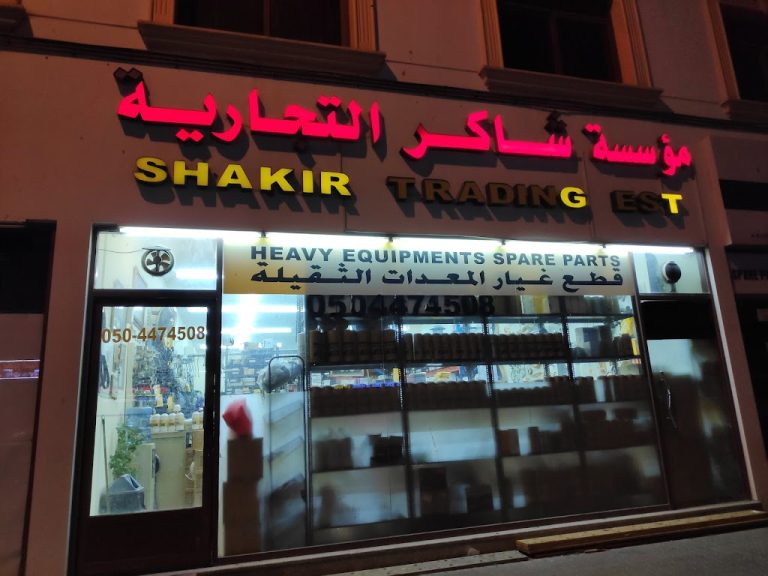 مؤسسة شاكر التجارية
SHAKIR TRADING EST
HEAVY EQUIPMENTS SPARE PARTS
قطع غيار المعدات الثقيلة
0504474508
050-4474508